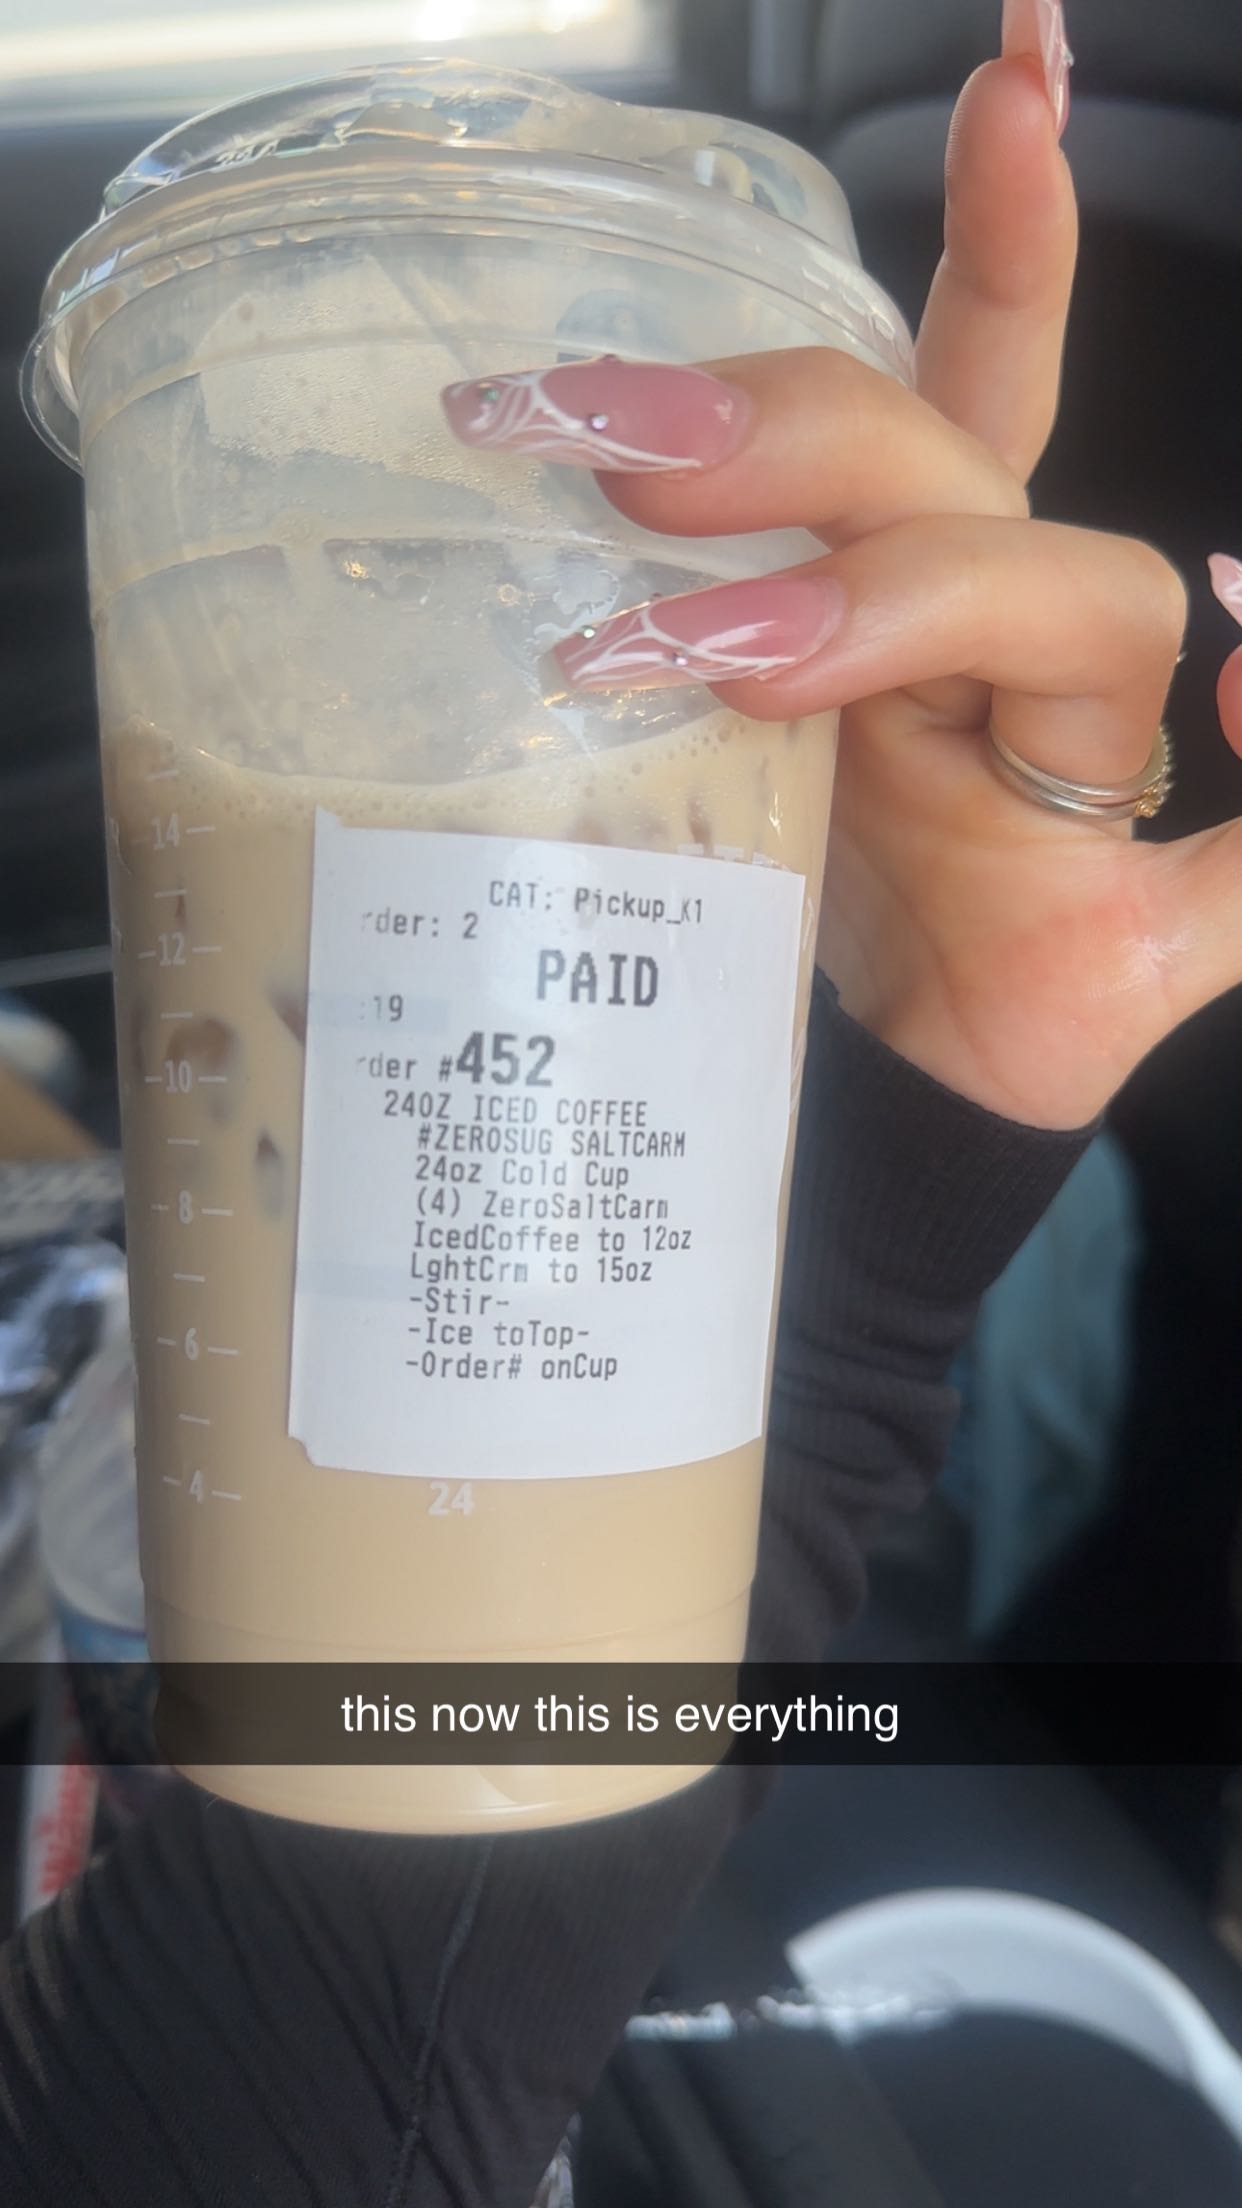 CAT: Pickup_K1
rder: 2
PAID
:19
rder #452
24OZ ICED COFFEE
#ZEROSUG SALTCARM
24oz Cold Cup
(4) ZeroSaltCarm
IcedCoffee to 12oz
LghtCrm to 15oz
-Stir-
-Ice toTop-
-Order# onCup
14
12
10
8
6
4
24
this now this is everything